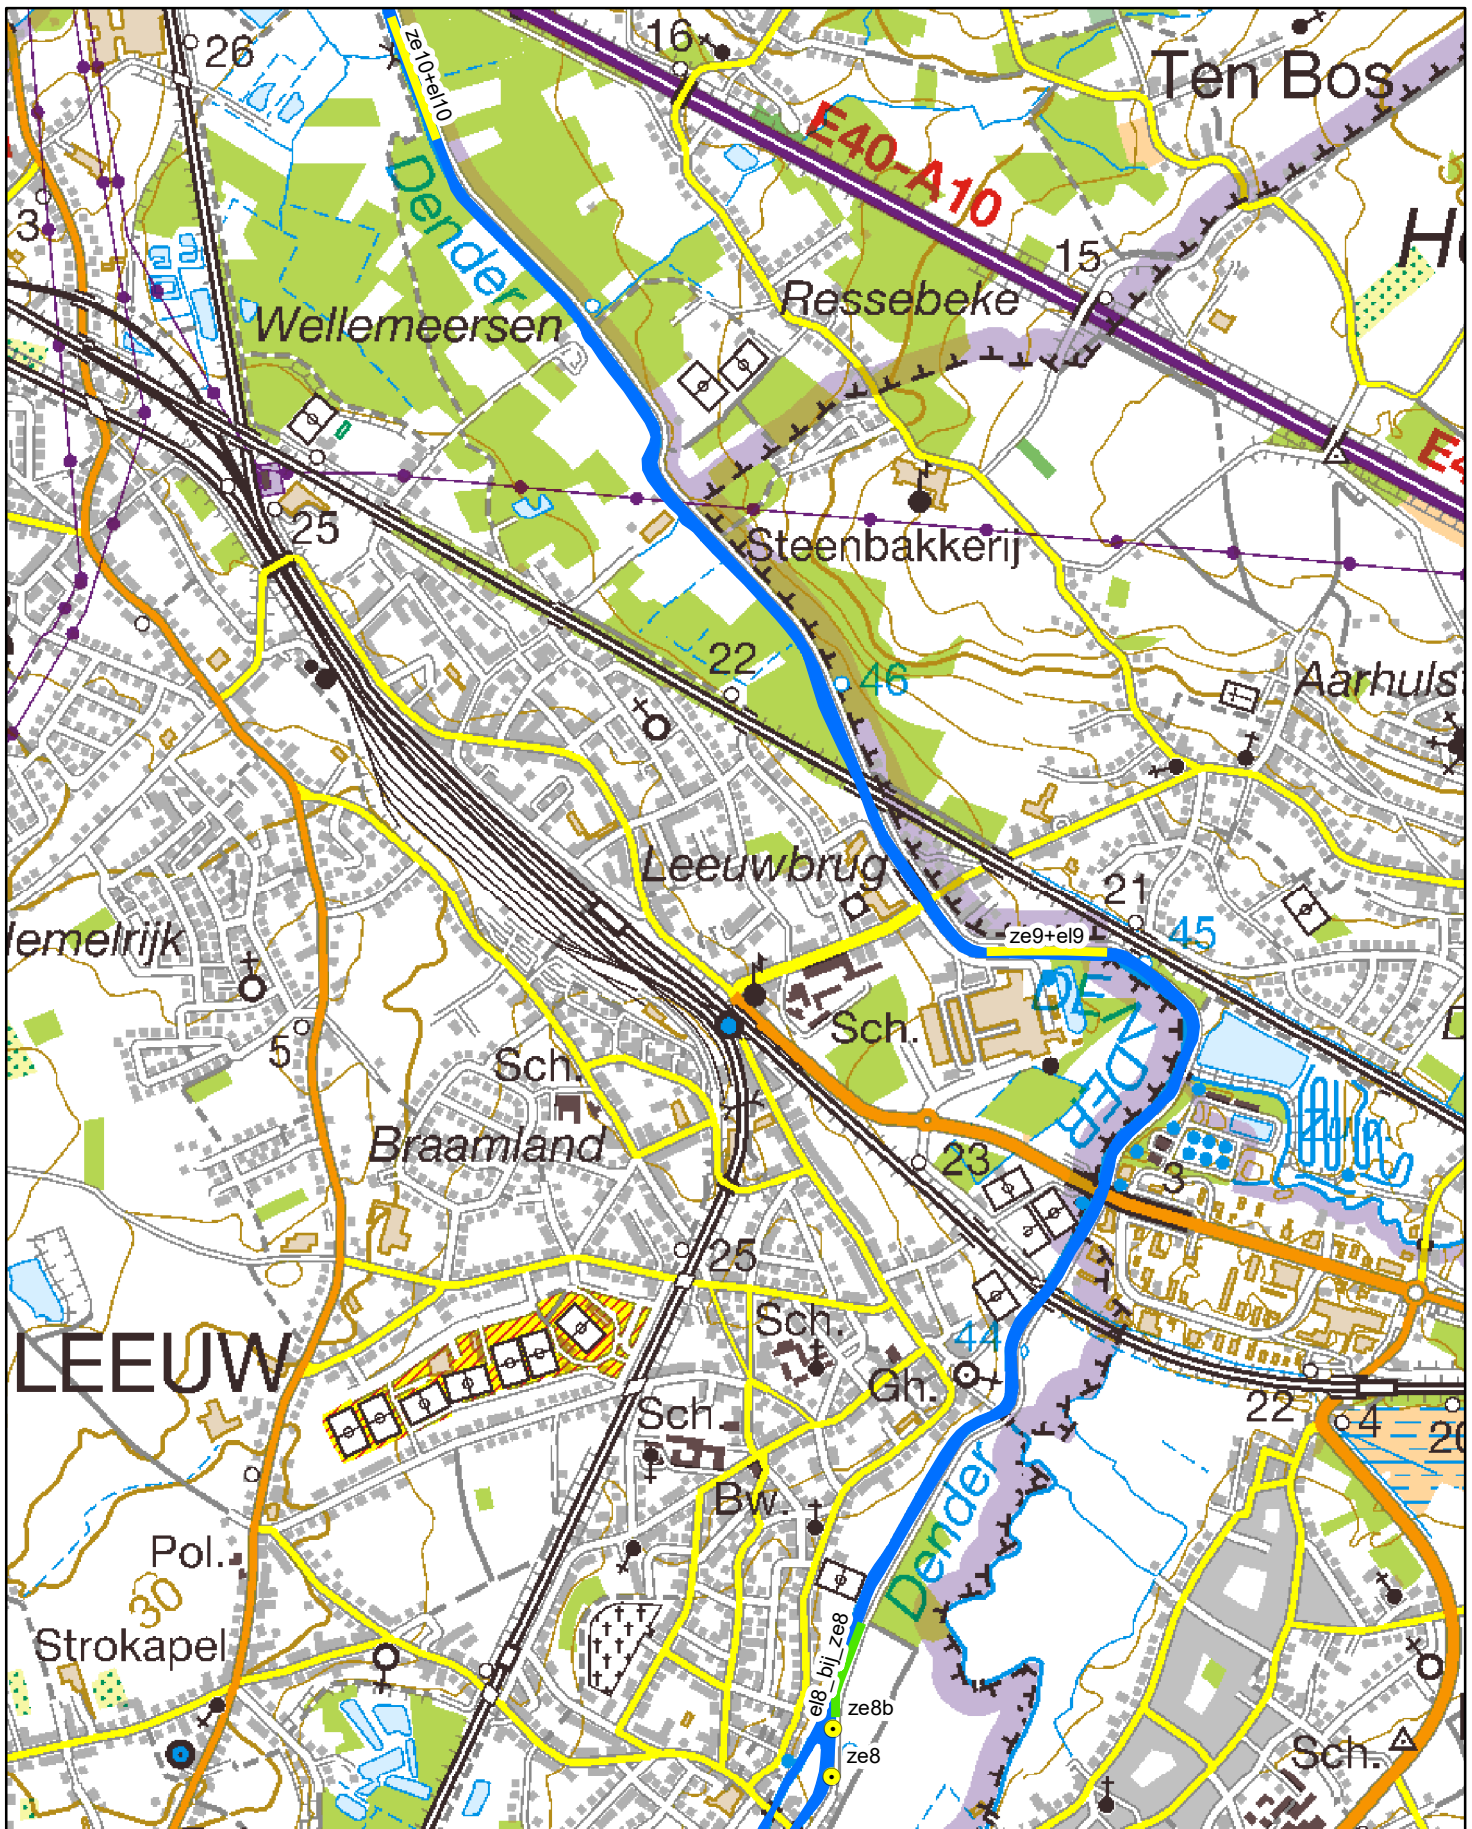 16
26
ze10+el10
Ten Bos
E40-A10
Dender
3
H
15
Ressebeke
Wellemeersen
E4
25
Steenbakkerij
22
46
Aarhuls
Leeuwbrug
21
45
lemelrijk
ze9+el9
DENDER
Sch.
5
Sch.
Braamland
23
3
25
Sch.
44
LEEUW
Gh.
22
4
20
Sch.
Dender
Bw.
Pol.
30
Strokapel
el8_bij_ze8
ze8b
ze8
Sch.